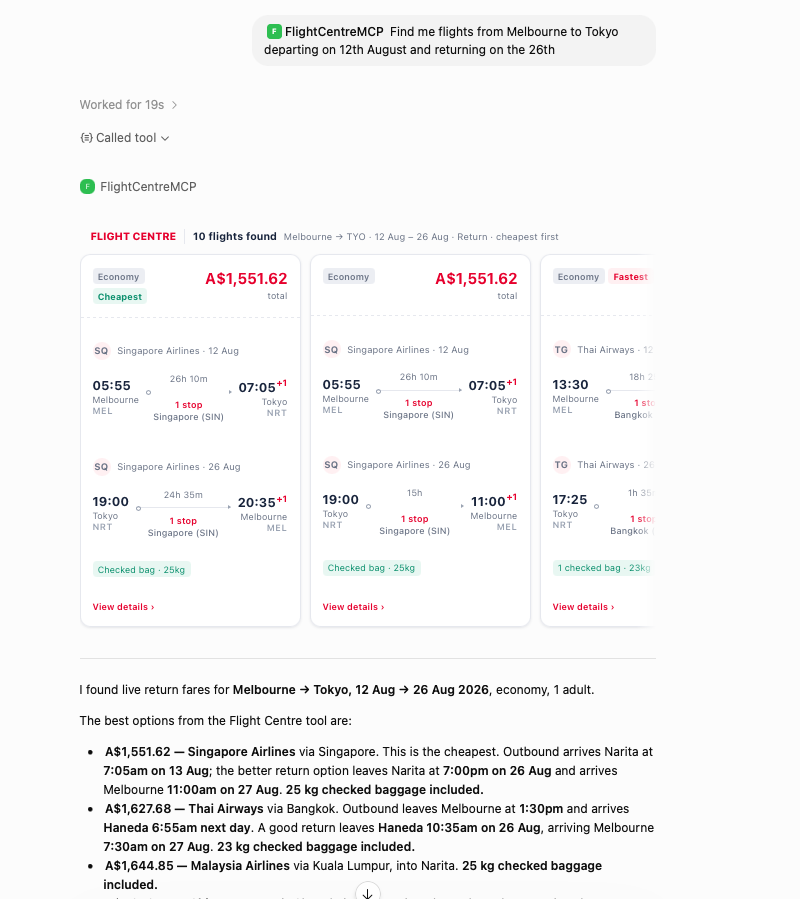 F FlightCentreMCP Find me flights from Melbourne to Tokyo
departing on 12th August and returning on the 26th
Worked for 19s
Called tool
F FlightCentreMCP
FLIGHT CENTRE 10 flights found Melbourne → TYO · 12 Aug – 26 Aug · Return · cheapest first
Economy A$1,551.62
Cheapest total
SQ Singapore Airlines · 12 Aug
26h 10m
05:55 07:05+1
Melbourne 1 stop Tokyo
MEL Singapore (SIN) NRT
SQ Singapore Airlines · 26 Aug
24h 35m
19:00 20:35+1
Tokyo 1 stop Melbourne
NRT Singapore (SIN) MEL
Checked bag · 25kg
View details ›
Economy A$1,551.62
total
SQ Singapore Airlines · 12 Aug
26h 10m
05:55 07:05+1
Melbourne 1 stop Tokyo
MEL Singapore (SIN) NRT
SQ Singapore Airlines · 26 Aug
15h
19:00 11:00+1
Tokyo 1 stop Melbourne
NRT Singapore (SIN) MEL
Checked bag · 25kg
View details ›
Economy Fastest
TG Thai Airways · 12
18h 2
13:30
Melbourne 1 sto
MEL Bangkok
TG Thai Airways · 26
1h 35
17:25
Tokyo 1 stop
NRT Bangkok (
1 checked bag · 23kg
View details ›
I found live return fares for Melbourne → Tokyo, 12 Aug → 26 Aug 2026, economy, 1 adult.
The best options from the Flight Centre tool are:
• A$1,551.62 — Singapore Airlines via Singapore. This is the cheapest. Outbound arrives Narita at
7:05am on 13 Aug; the better return option leaves Narita at 7:00pm on 26 Aug and arrives
Melbourne 11:00am on 27 Aug. 25 kg checked baggage included.
• A$1,627.68 — Thai Airways via Bangkok. Outbound leaves Melbourne at 1:30pm and arrives
Haneda 6:55am next day. A good return leaves Haneda 10:35am on 26 Aug, arriving Melbourne
7:30am on 27 Aug. 23 kg checked baggage included.
• A$1,644.85 — Malaysia Airlines via Kuala Lumpur, into Narita. 25 kg checked baggage
included.